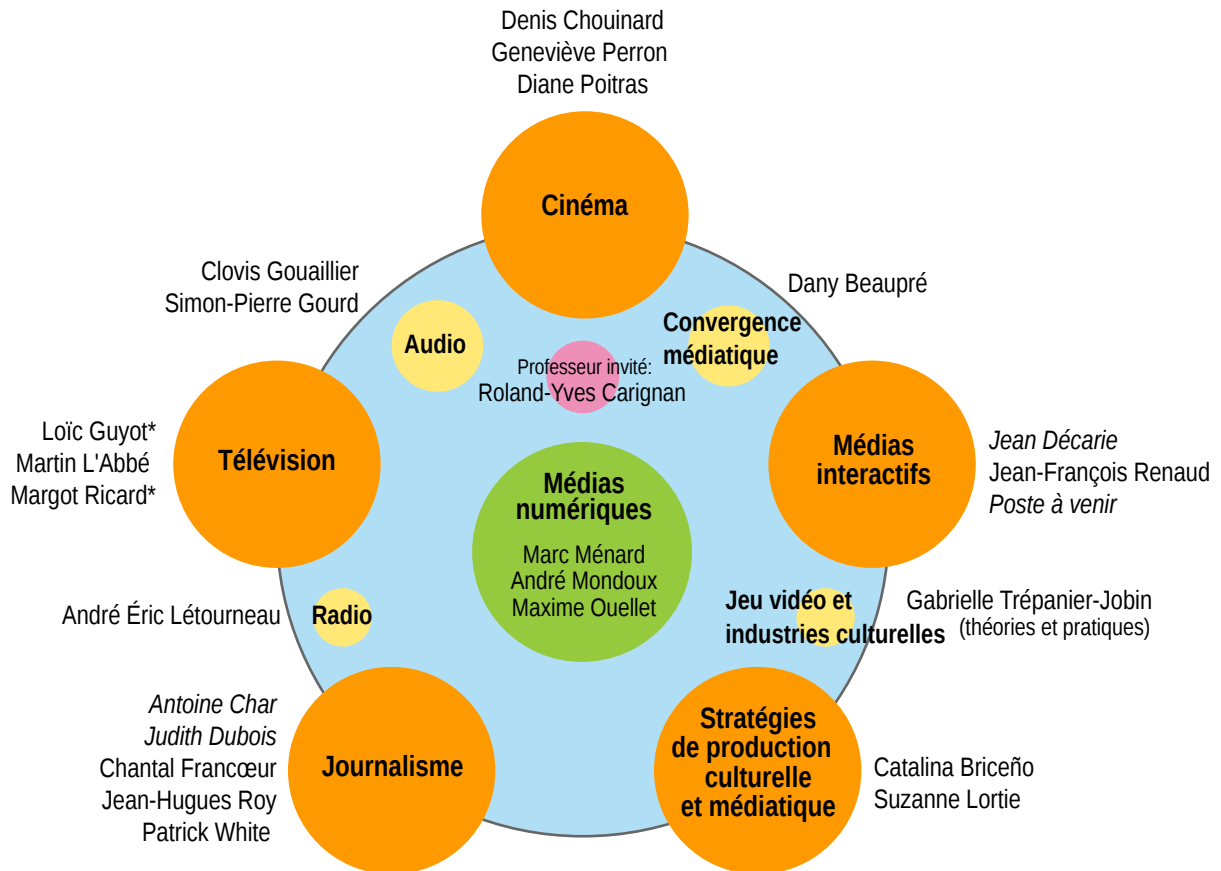 Denis Chouinard
Geneviève Perron
Diane Poitras
Cinéma
Clovis Gouaillier
Simon-Pierre Gourd
Audio
Dany Beaupré
Convergence
médiatique
Professeur invité:
Roland-Yves Carignan
Loïc Guyot*
Martin L'Abbé
Margot Ricard*
Télévision
Médias
interactifs
Jean Décarie
Jean-François Renaud
Poste à venir
Médias
numériques
Marc Ménard
André Mondoux
Maxime Ouellet
André Éric Létourneau
Radio
Jeu vidéo et
industries culturelles
Gabrielle Trépanier-Jobin
(théories et pratiques)
Antoine Char
Judith Dubois
Chantal Francœur
Jean-Hugues Roy
Patrick White
Journalisme
Stratégies
de production
culturelle
et médiatique
Catalina Briceño
Suzanne Lortie